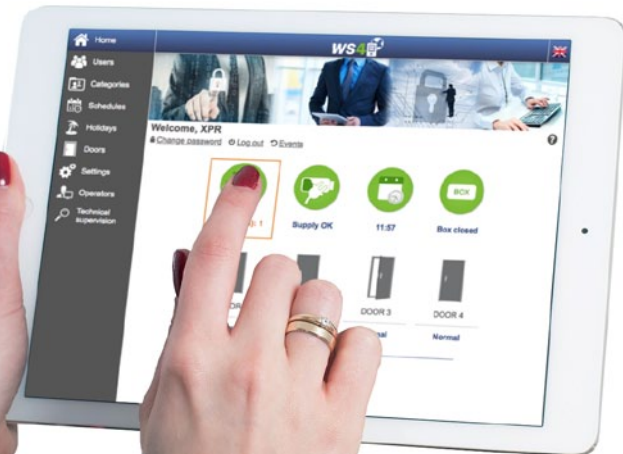 Home
WS4
Users
Categories
Schedules
Holidays
Doors
Settings
Operators
Technical
supervision
Welcome, XPR
Change password Log out Events
?
1
Supply OK
11:57
BOX
Box closed
DOOR 3
DOOR 4
Normal